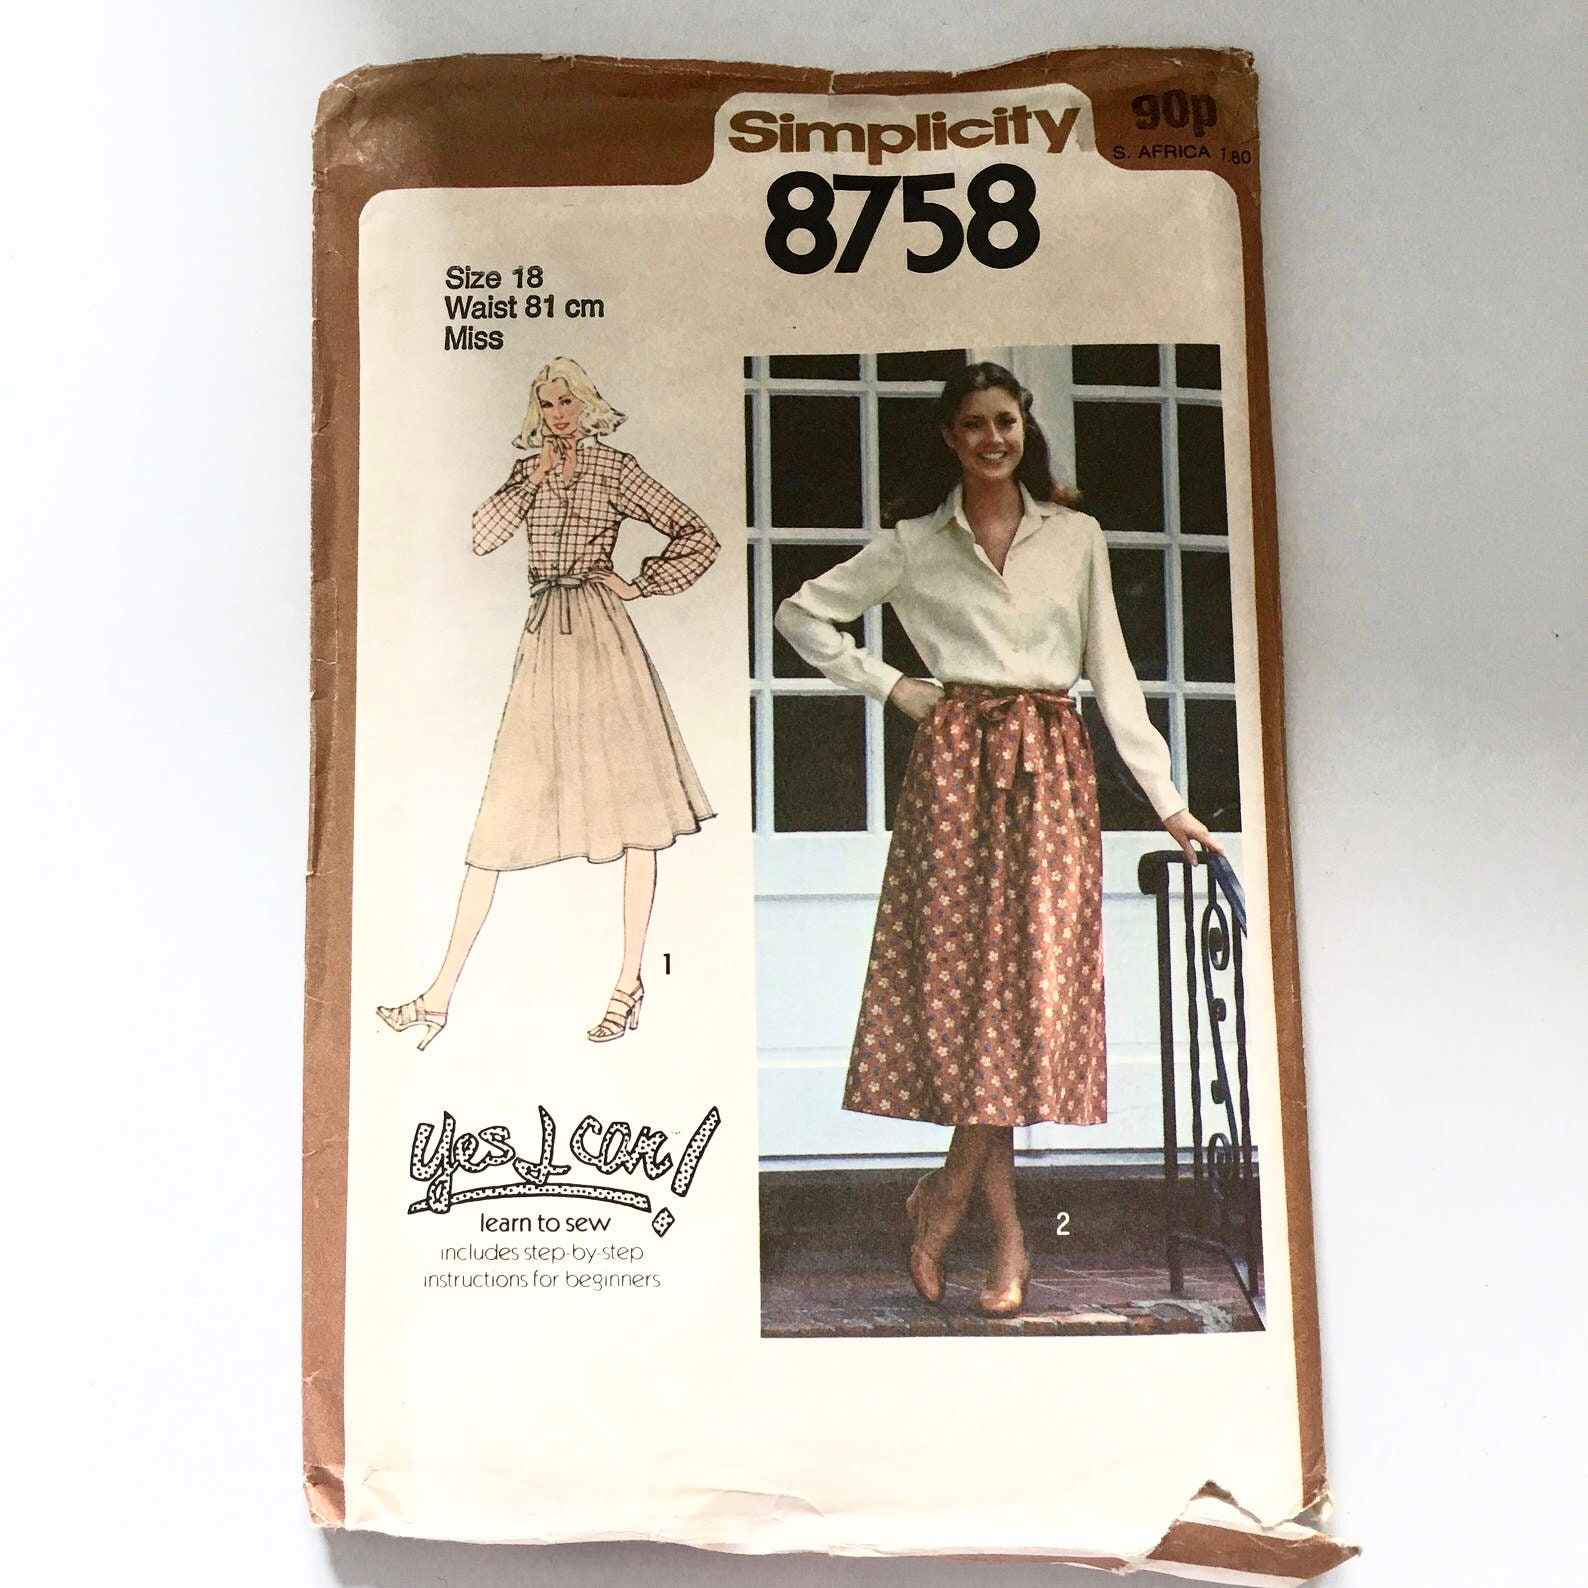 Simplicity
90p
S. AFRICA 1.80
8758
Size 18
Waist 81 cm
Miss
1
2
yes I can!
learn to sew
includes step-by-step
instructions for beginners